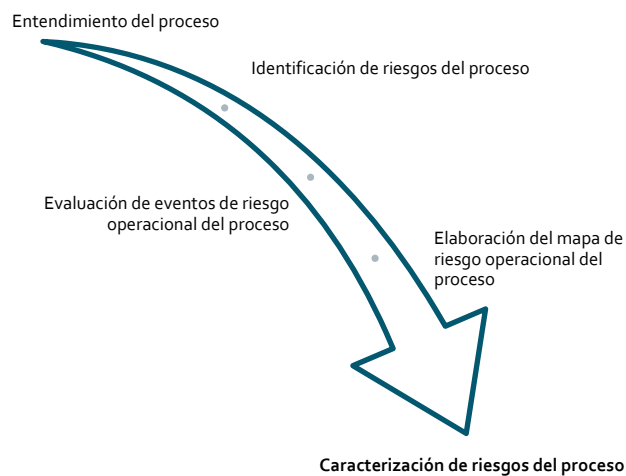 Entendimiento del proceso
Identificación de riesgos del proceso
Evaluación de eventos de riesgo
operacional del proceso
Elaboración del mapa de
riesgo operacional del
proceso
Caracterización de riesgos del proceso